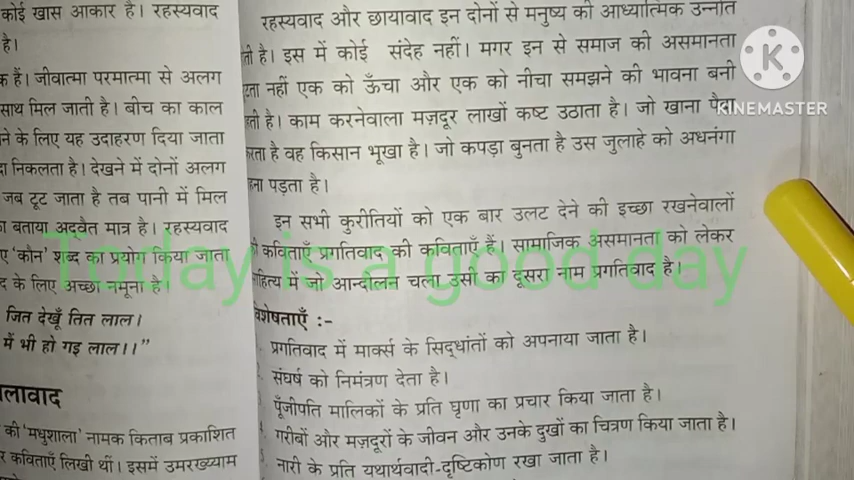 कोई खास आकार है। रहस्यवाद
है।
क हैं। जीवात्मा परमात्मा से अलग
साथ मिल जाती है। बीच का काल
ने के लिए यह उदाहरण दिया जाता
निकलता है। देखने में दोनों अलग
जब टूट जाता है तब पानी में मिल
बताया अद्वैत मात्र है। रहस्यवाद
ए 'कौन' शब्द का प्रयोग किया जाता
द के लिए अच्छा नमूना है।
जित देखूँ तित लाल।
मैं भी हो गइ लाल।।"
लावाद
की 'मधुशाला' नामक किताब प्रकाशित
र कविताएँ लिखी थीं। इसमें उमरखय्याम
रहस्यवाद और छायावाद इन दोनों से मनुष्य की आध्यात्मिक उन्नति
ती है। इस में कोई संदेह नहीं। मगर इन से समाज की असमानता
टता नहीं एक को ऊँचा और एक को नीचा समझने की भावना बनी
ती है। काम करनेवाला मज़दूर लाखों कष्ट उठाता है। जो खाना पैदा
रता है वह किसान भूखा है। जो कपड़ा बुनता है उस जुलाहे को अधनंगा
हना पड़ता है।
इन सभी कुरीतियों को एक बार उलट देने की इच्छा रखनेवालों
की कविताएँ प्रगतिवाद की कविताएँ हैं। सामाजिक असमानता को लेकर
ाहित्य में जो आन्दोलन चला उसी का दूसरा नाम प्रगतिवाद है।
विशेषताएँ :-
प्रगतिवाद में मार्क्स के सिद्धांतों को अपनाया जाता है।
संघर्ष को निमंत्रण देता है।
पूँजीपति मालिकों के प्रति घृणा का प्रचार किया जाता है।
गरीबों और मज़दूरों के जीवन और उनके दुखों का चित्रण किया जाता है।
नारी के प्रति यथार्थवादी-दृष्टिकोण रखा जाता है।
Today is a good day
K
KINEMASTER